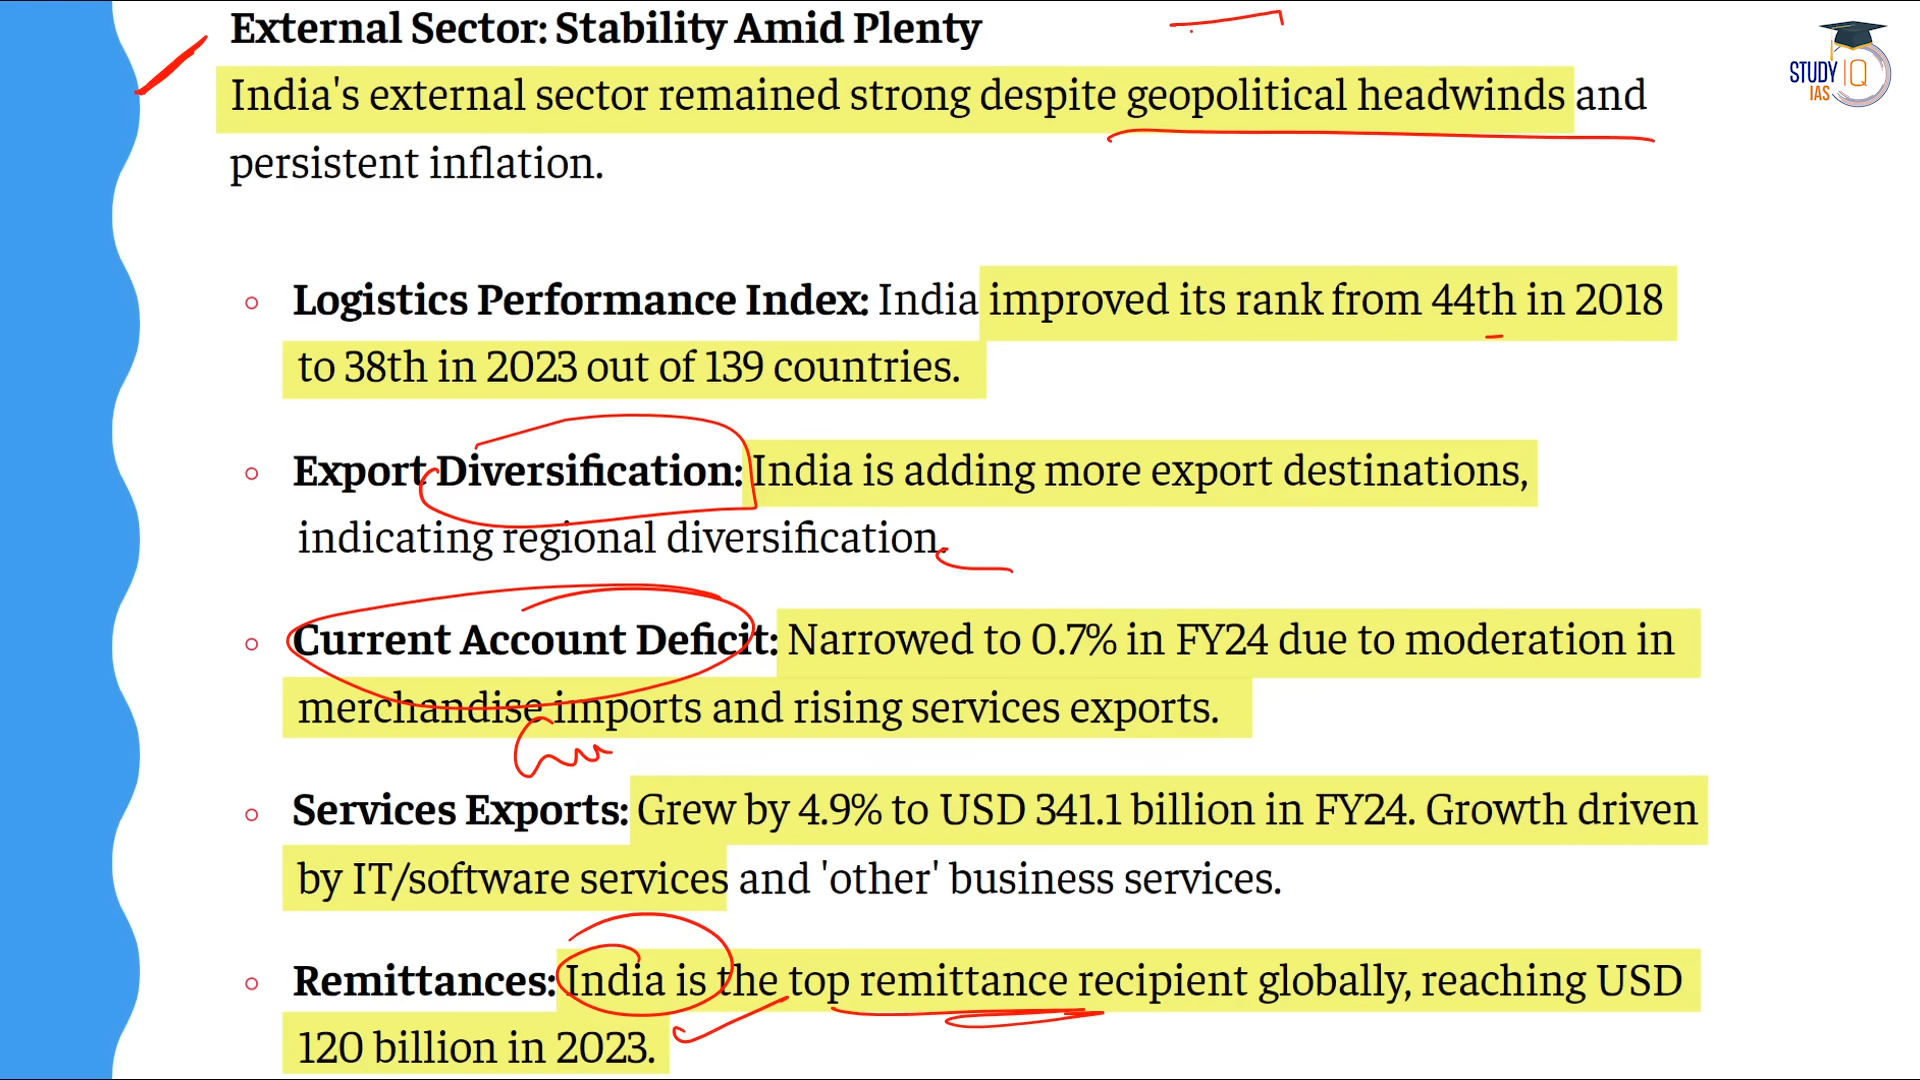 External Sector: Stability Amid Plenty
India's external sector remained strong despite geopolitical headwinds and
persistent inflation.
Logistics Performance Index: India improved its rank from 44th in 2018
to 38th in 2023 out of 139 countries.
Export Diversification: India is adding more export destinations,
indicating regional diversification.
Current Account Deficit: Narrowed to 0.7% in FY24 due to moderation in
merchandise imports and rising services exports.
Services Exports: Grew by 4.9% to USD 341.1 billion in FY24. Growth driven
by IT/software services and 'other' business services.
Remittances: India is the top remittance recipient globally, reaching USD
120 billion in 2023.
STUDY IQ
IAS